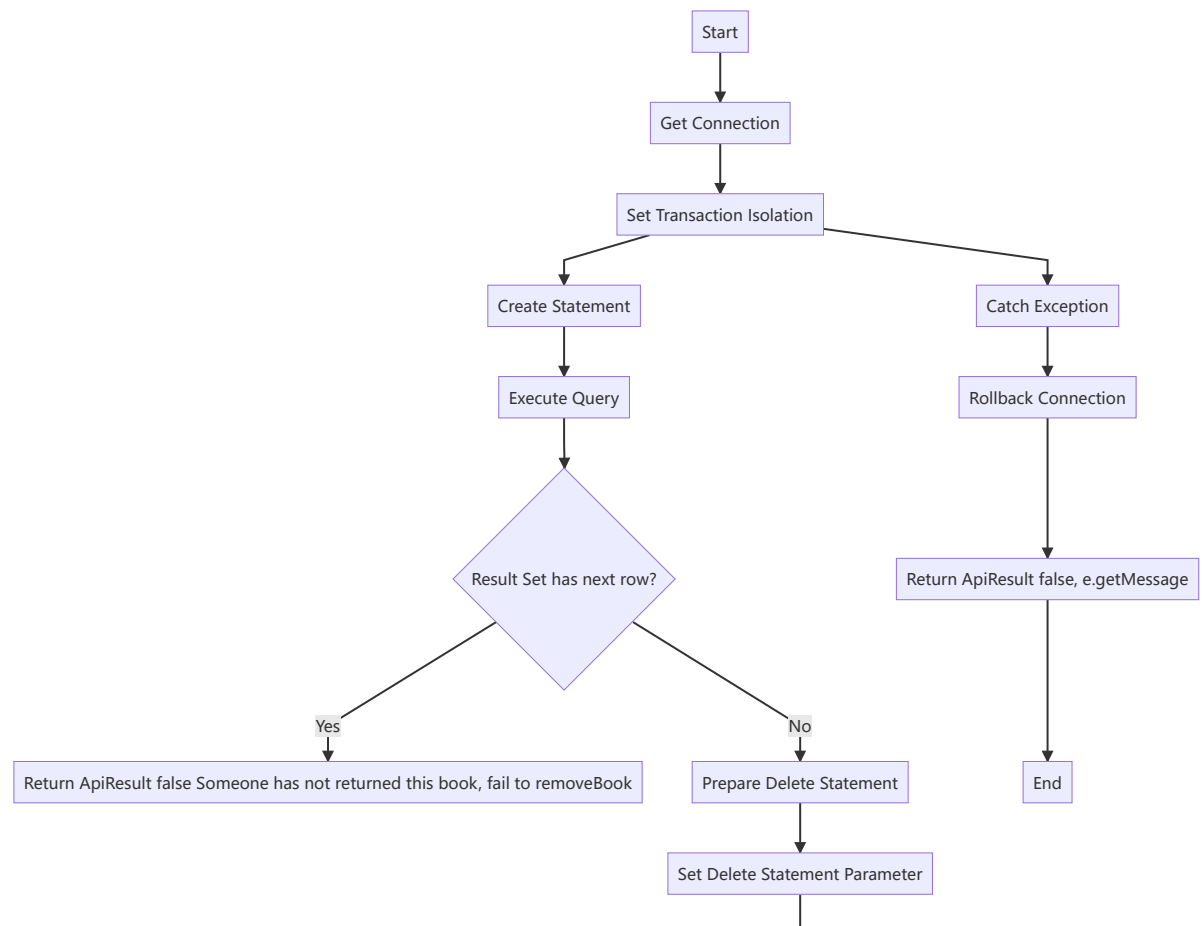 Start
Get Connection
Set Transaction Isolation
Create Statement
Catch Exception
Execute Query
Rollback Connection
Result Set has next row?
Return ApiResult false, e.getMessage
Yes
No
Return ApiResult false Someone has not returned this book, fail to removeBook
Prepare Delete Statement
End
Set Delete Statement Parameter